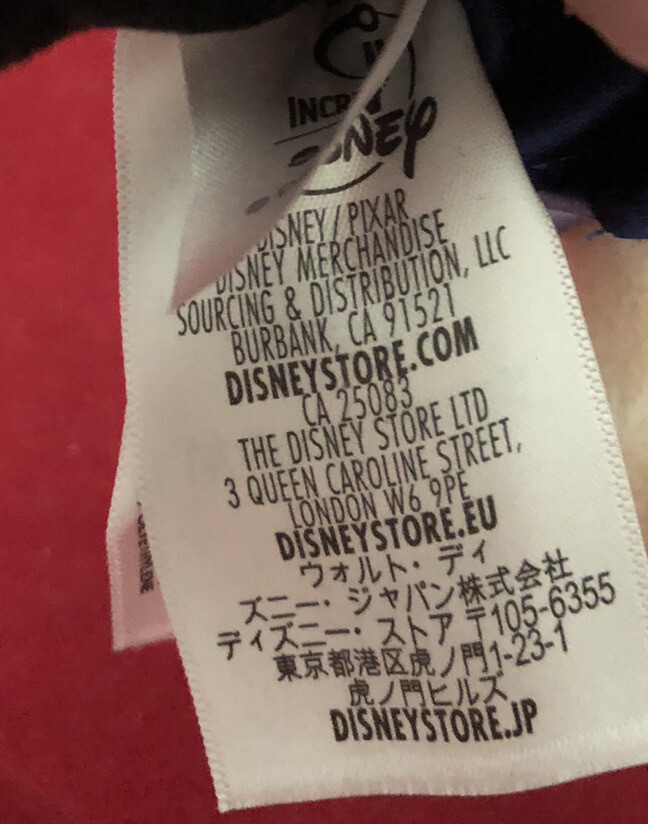 DISNEY / PIXAR
DISNEY MERCHANDISE
SOURCING & DISTRIBUTION, LLC
BURBANK, CA 91521
DISNEYSTORE.COM
CA 25083
THE DISNEY STORE LTD
3 QUEEN CAROLINE STREET,
LONDON W6 9PE
DISNEYSTORE.EU
ウォルト・ディ
ズニー・ジャパン株式会社
ディズニー・ストア 〒105-6355
東京都港区虎ノ門1-23-1
虎ノ門ヒルズ
DISNEYSTORE.JP